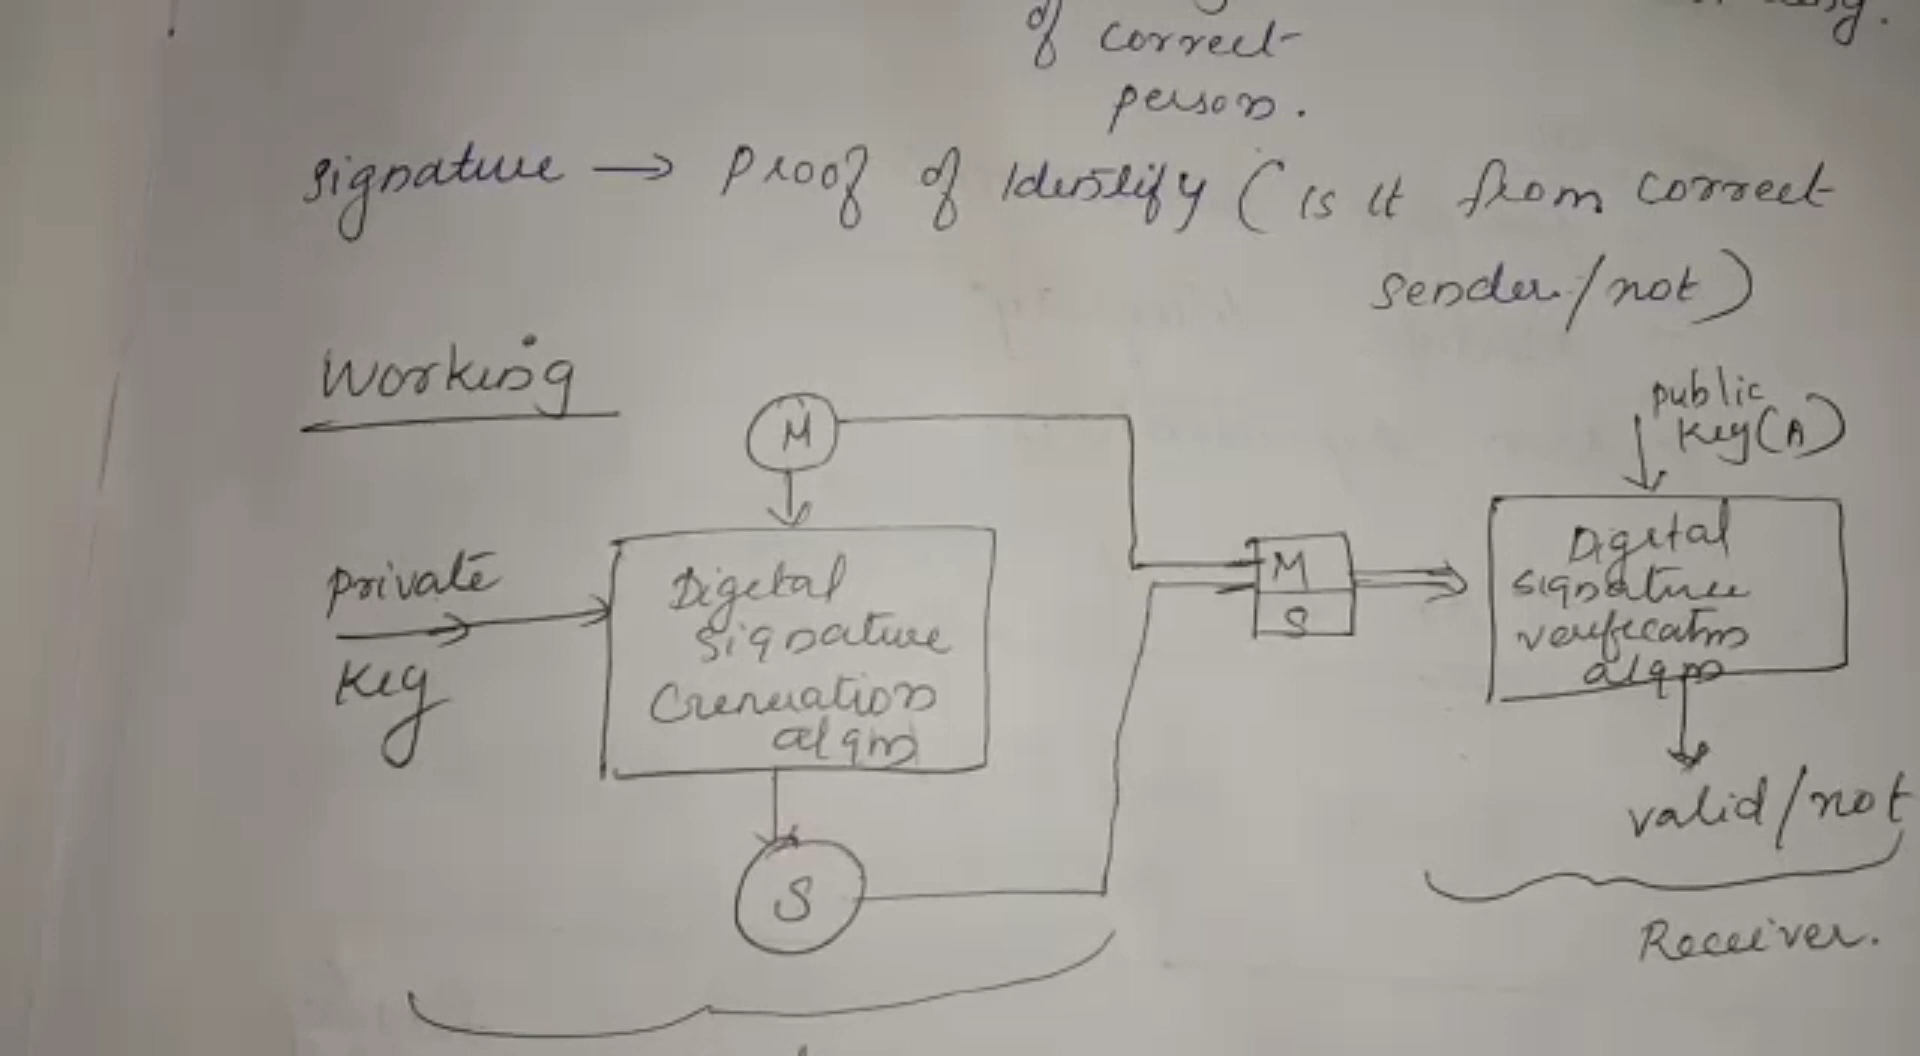 of correct
person.
signature → Proof of Identify (is it from correct
sender/not)
Working
M
private
key
Digital
signature
Crenuation
algm
S
M
S
public
key(A)
Digital
signature
verification
algm
valid/not
Receiver.